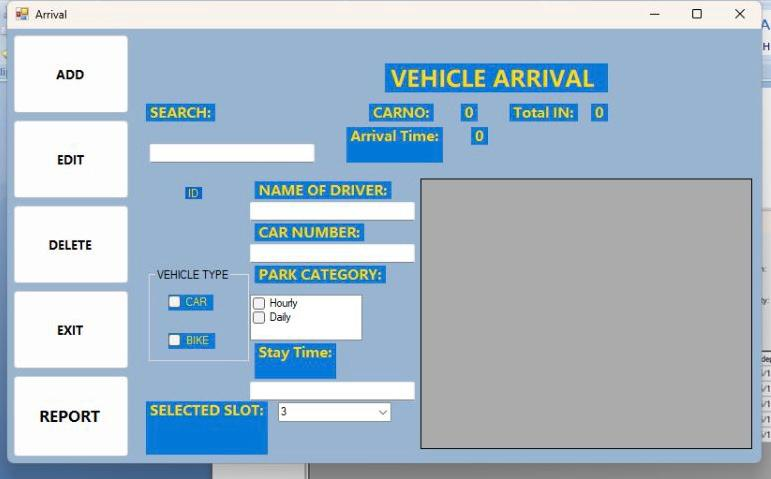 Arrival
ADD
EDIT
DELETE
EXIT
REPORT
VEHICLE ARRIVAL
SEARCH:
CARNO: 0 Total IN: 0
Arrival Time: 0
ID
NAME OF DRIVER:
CAR NUMBER:
PARK CATEGORY:
VEHICLE TYPE
CAR
BIKE
Hourly
Daily
Stay Time:
SELECTED SLOT: 3